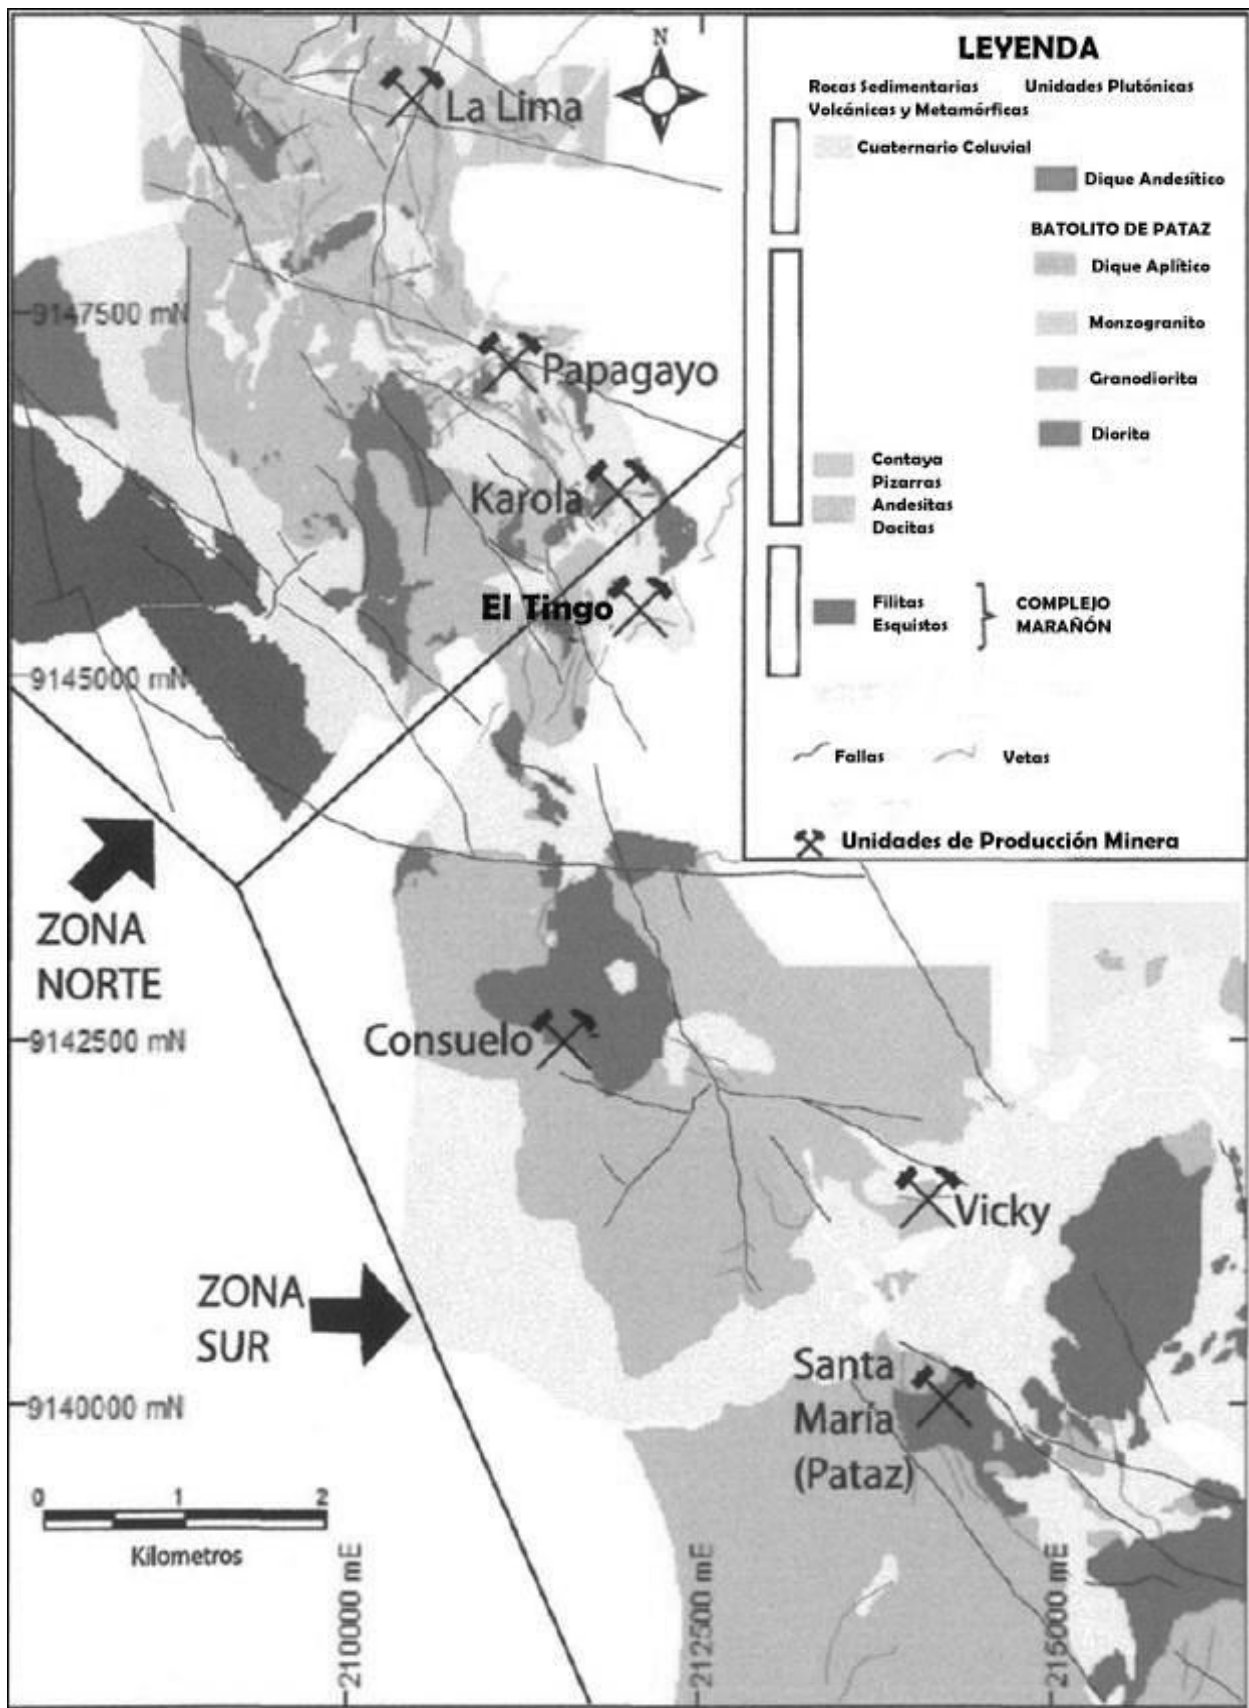 N
LEYENDA
Rocas Sedimentarias
Volcánicas y Metamórficas
Unidades Plutónicas
Cuaternario Coluvial
Dique Andesítico
BATOLITO DE PATAZ
Dique Aplítico
Monzogranito
Granodiorita
Diorita
Contaya
Pizarras
Andesitas
Dacitas
Filitas
Esquistos
COMPLEJO
MARAÑÓN
Fallas
Vetas
Unidades de Producción Minera
La Lima
9147500 mN
Papagayo
Karola
El Tingo
9145000 mN
ZONA
NORTE
9142500 mN
Consuelo
Vicky
ZONA
SUR
Santa
María
(Pataz)
9140000 mN
0 1 2
Kilometros
210000 mE
212500 mE
215000 mE